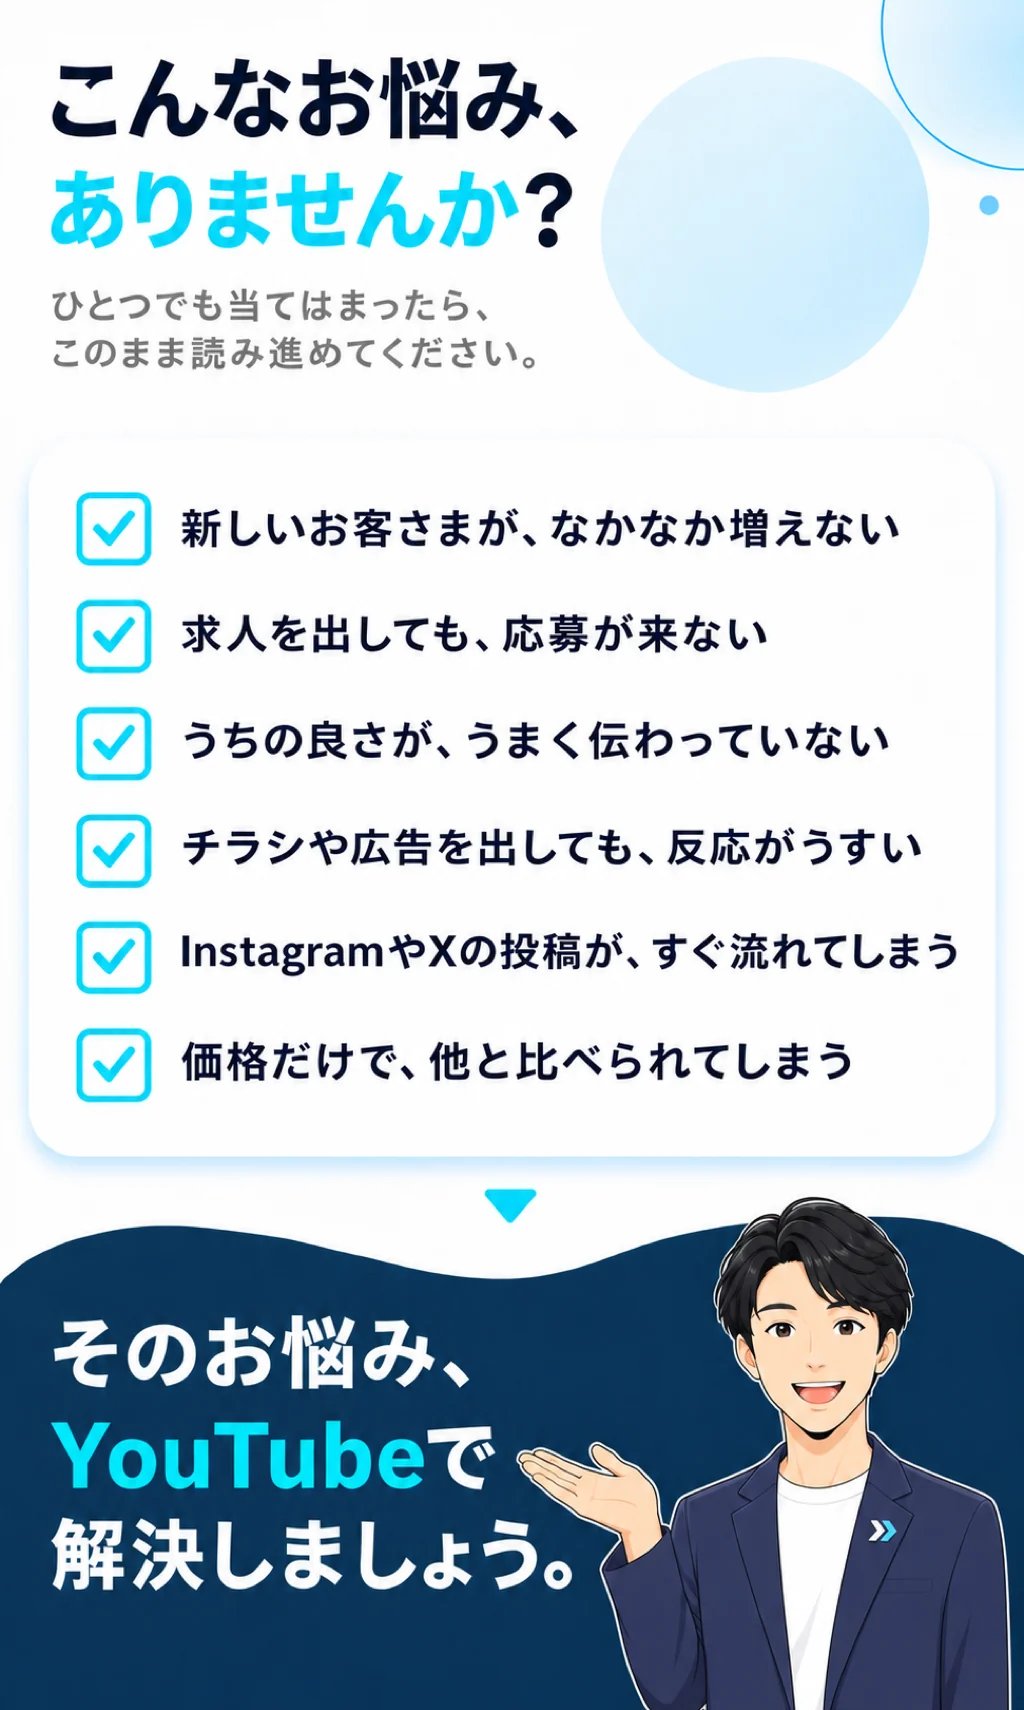 こんなお悩み、
ありませんか？
ひとつでも当てはまったら、
このまま読み進めてください。
新しいお客さまが、なかなか増えない
求人を出しても、応募が来ない
うちの良さが、うまく伝わっていない
チラシや広告を出しても、反応がうすい
InstagramやXの投稿が、すぐ流れてしまう
価格だけで、他と比べられてしまう
そのお悩み、
YouTubeで
解決しましょう。